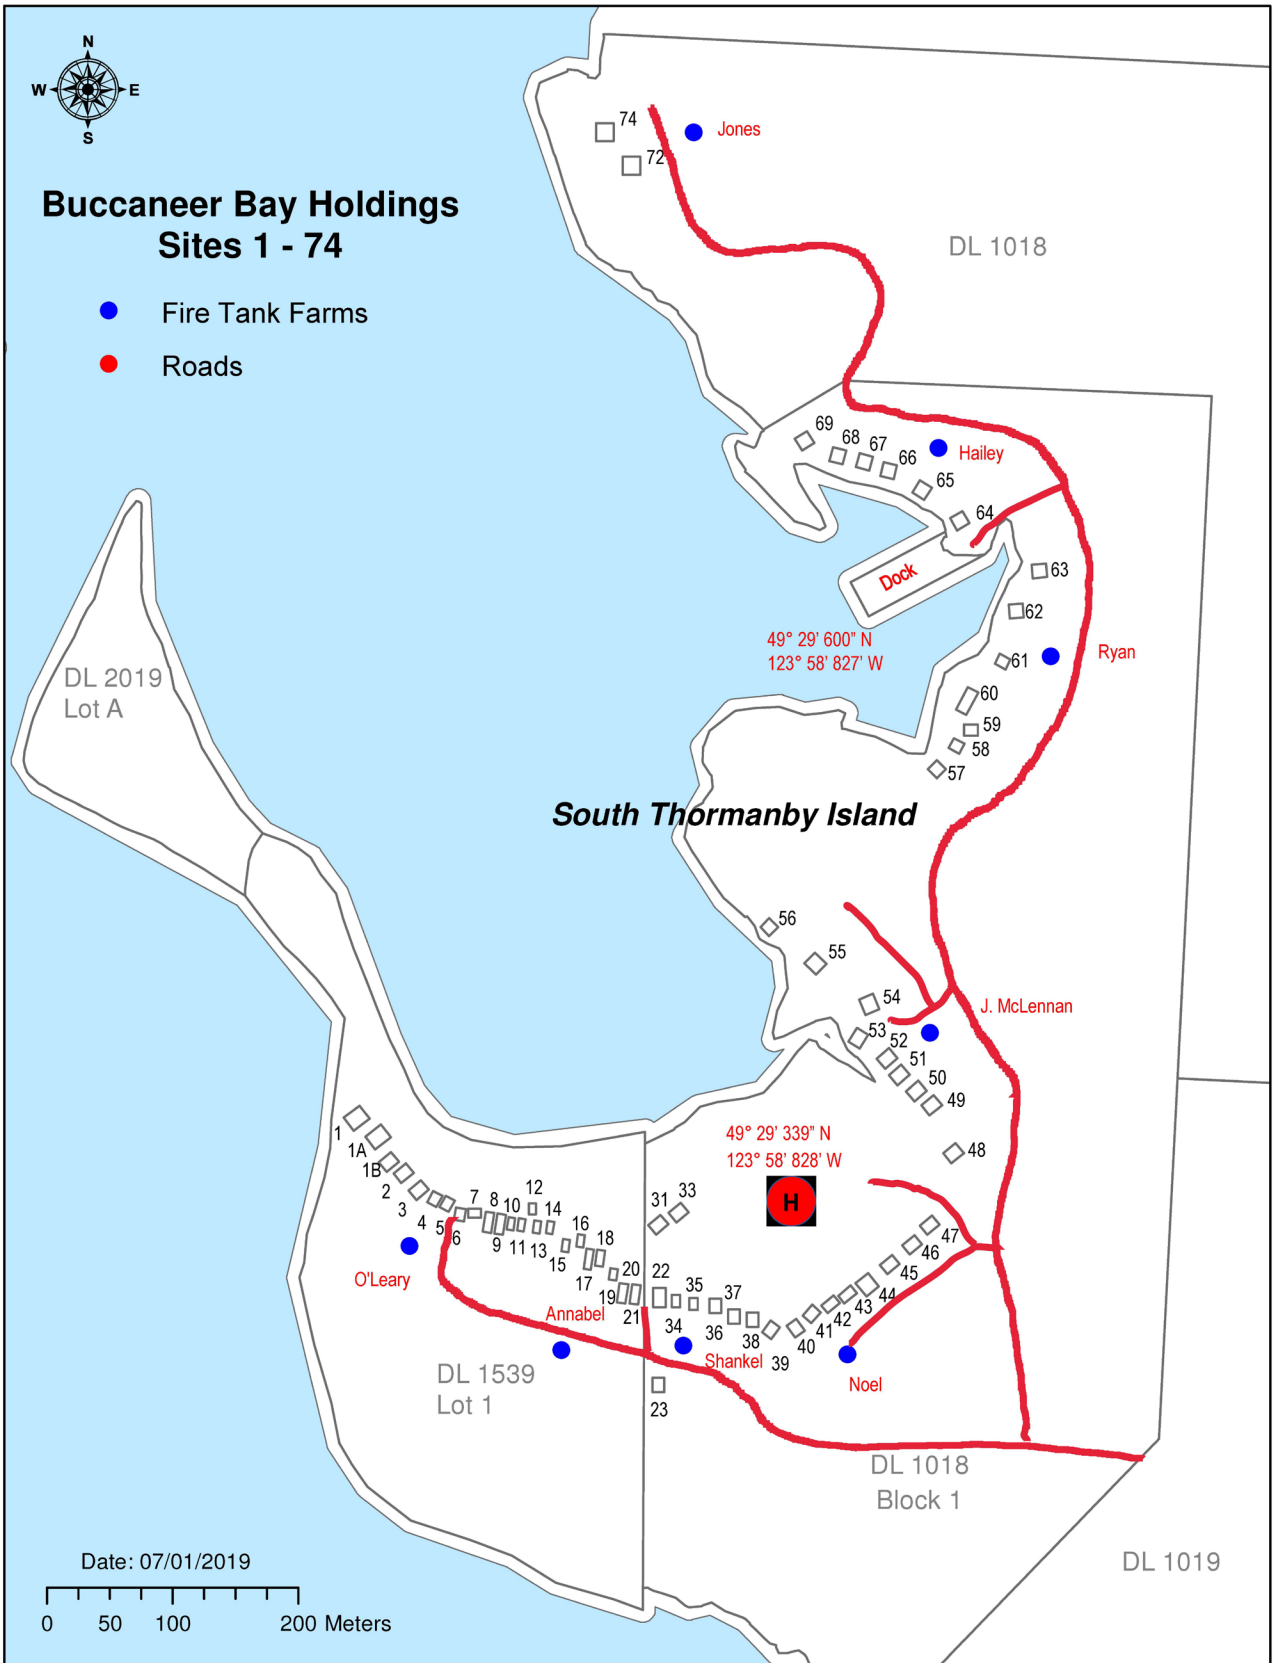 N
W E
S
Buccaneer Bay Holdings
Sites 1 - 74
Fire Tank Farms
Roads
74
Jones
72
DL 1018
69
68
67
66
Hailey
65
64
Dock
63
62
49° 29' 600" N
123° 58' 827' W
61
Ryan
DL 2019
Lot A
60
59
58
57
South Thormanby Island
56
55
54
J. McLennan
53
52
51
50
49
48
1
1A
1B
2
3
4
5
6
7
8
9
10
11
12
13
14
15
16
17
18
19
20
21
49° 29' 339" N
123° 58' 828' W
H
31
33
47
46
45
44
43
42
41
40
39
38
37
36
35
34
22
O'Leary
Annabel
Shankel
Noel
23
DL 1539
Lot 1
DL 1018
Block 1
DL 1019
Date: 07/01/2019
0 50 100 200 Meters